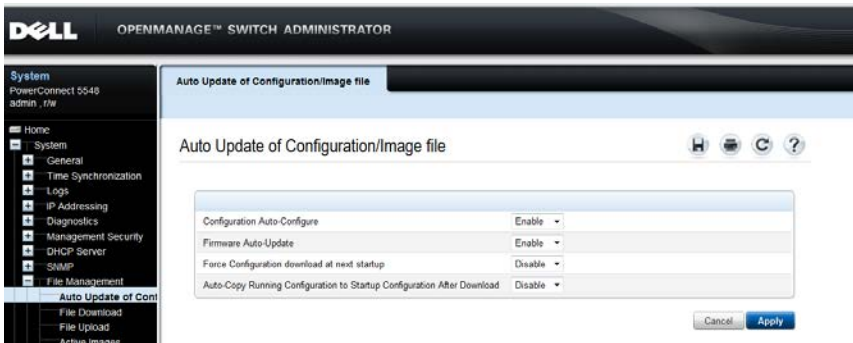 DELL
OPENMANAGE™ SWITCH ADMINISTRATOR
System
PowerConnect 5548
admin , r/w
Home
System
General
Time Synchronization
Logs
IP Addressing
Diagnostics
Management Security
DHCP Server
SNMP
File Management
Auto Update of Conf
File Download
File Upload
Active Images
Auto Update of Configuration/Image file
Auto Update of Configuration/Image file
Configuration Auto-Configure Enable
Firmware Auto-Update Enable
Force Configuration download at next startup Disable
Auto-Copy Running Configuration to Startup Configuration After Download Disable
Cancel Apply